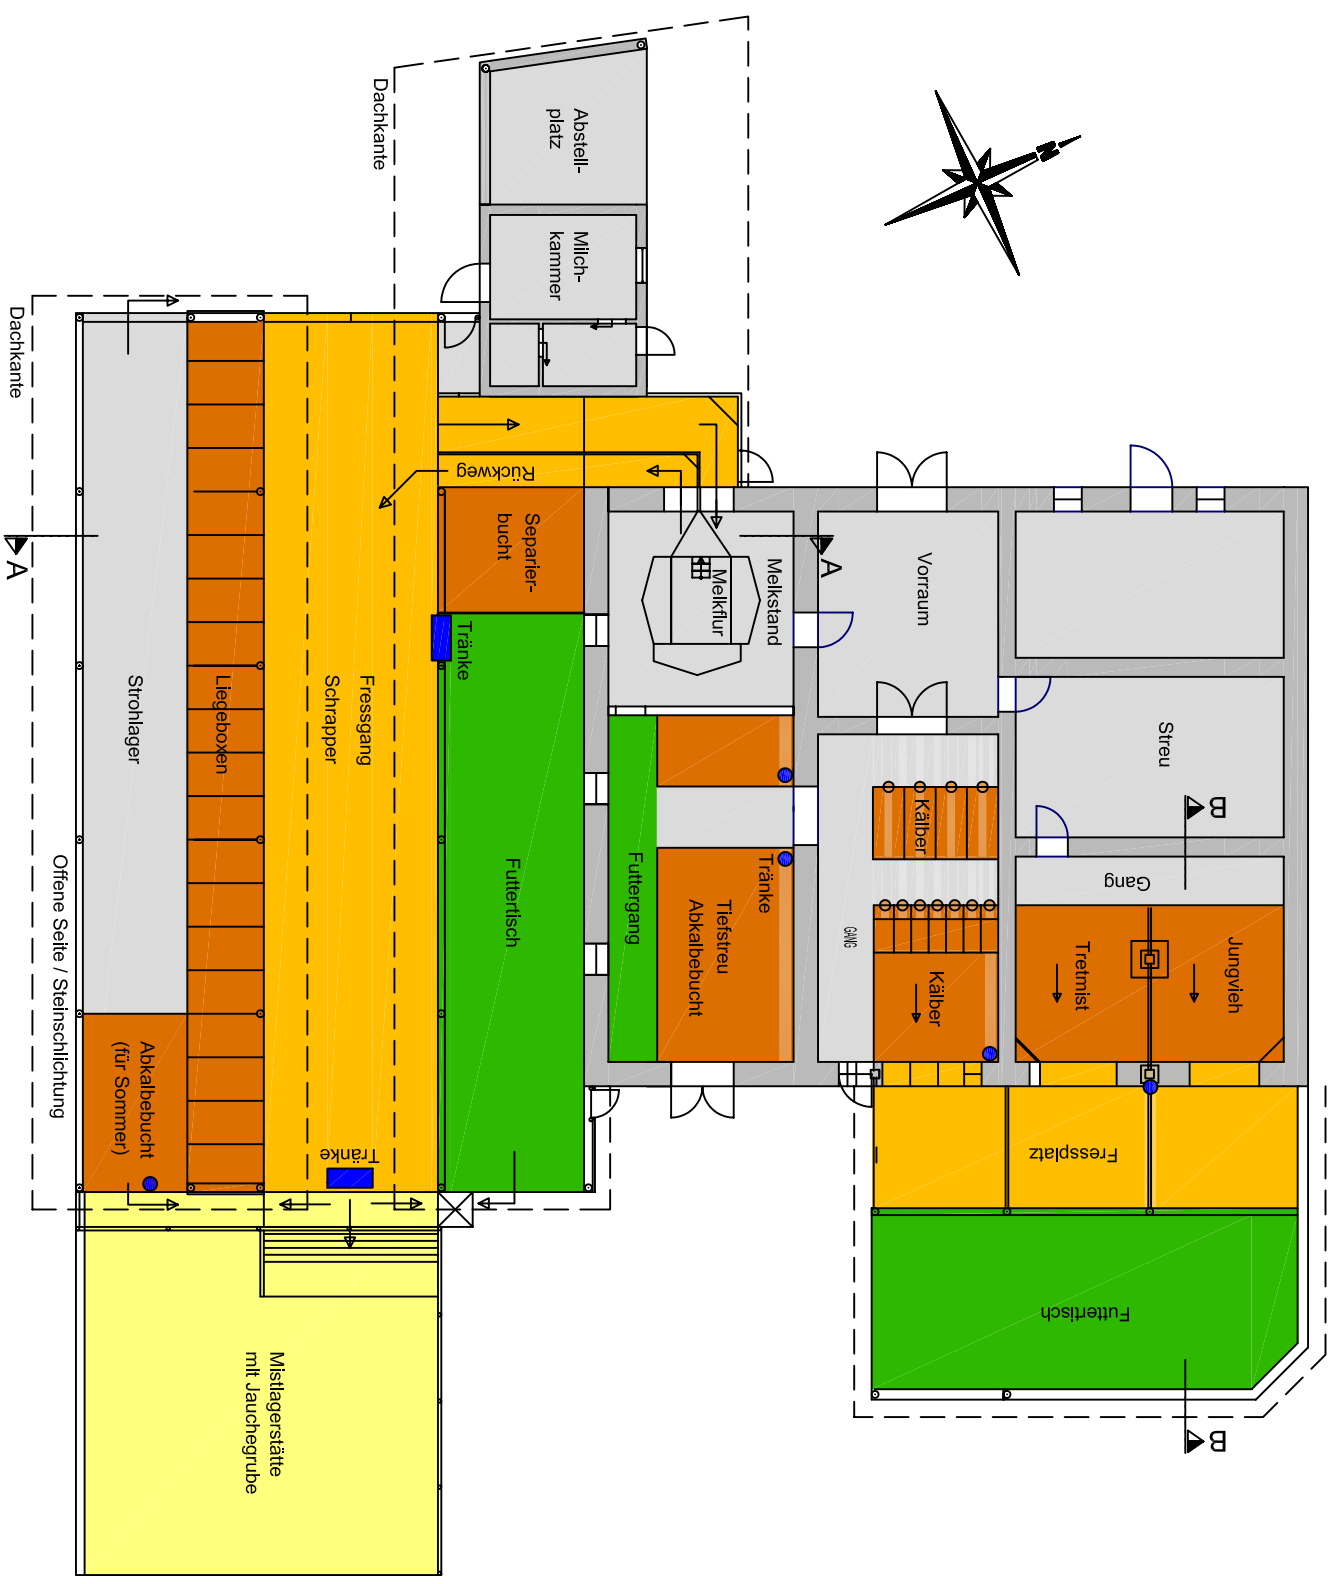 N
Dachkante
Abstell-
platz
Milch-
kammer
Dachkante
Rückweg
Separier-
bucht
Melkstand
Melkflur
Vorraum
A
A
Tränke
Strohlager
Liegeboxen
Fressgang
Schrapper
Streu
B
Kälber
Futtertisch
Futtergang
Tränke
Tiefstreu
Abkalbebucht
GANG
Gang
Kälber
Jungvieh
Tretmist
Offene Seite / Steinschlichtung
Abkalbebucht
(für Sommer)
Tränke
Fressplatz
Futtertisch
B
Mistlagerstätte
mIt Jauchegrube